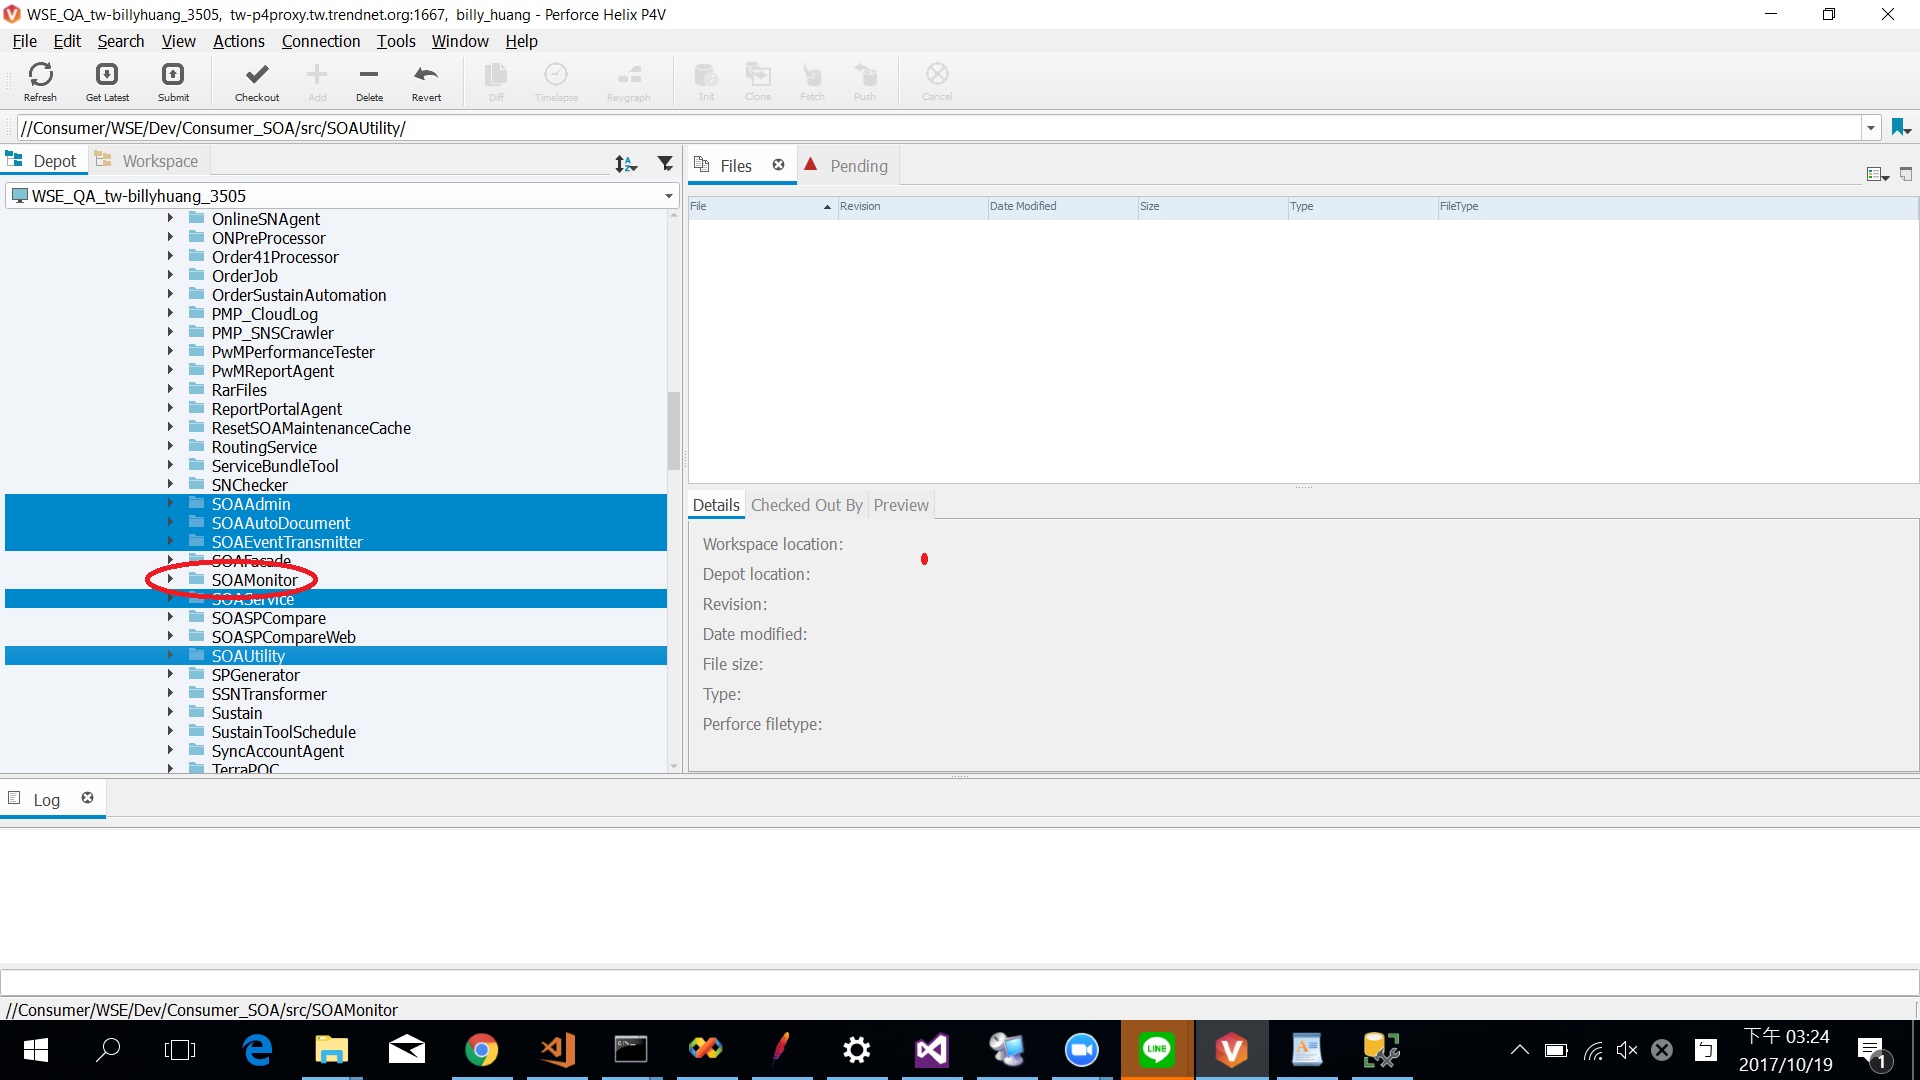 WSE_QA_tw-billyhuang_3505, tw-p4proxy.tw.trendnet.org:1667, billy_huang - Perforce Helix P4V
File Edit Search View Actions Connection Tools Window Help
Refresh Get Latest Submit Checkout Add Delete Revert Diff Timelapse Revgraph Init Clone Fetch Push Cancel
//Consumer/WSE/Dev/Consumer_SOA/src/SOAUtility/
Depot Workspace
WSE_QA_tw-billyhuang_3505
OnlineSNAgent
ONPreProcessor
Order41Processor
OrderJob
OrderSustainAutomation
PMP_CloudLog
PMP_SNSCrawler
PwMPerformanceTester
PwMReportAgent
RarFiles
ReportPortalAgent
ResetSOAMaintenanceCache
RoutingService
ServiceBundleTool
SNChecker
SOAAdmin
SOAAutoDocument
SOAEventTransmitter
SOAFacade
SOAMonitor
SOAService
SOASPCompare
SOASPCompareWeb
SOAUtility
SPGenerator
SSNTransformer
Sustain
SustainToolSchedule
SyncAccountAgent
TerraPOC
Files Pending
File Revision Date Modified Size Type FileType
Details Checked Out By Preview
Workspace location:
Depot location:
Revision:
Date modified:
File size:
Type:
Perforce filetype:
Log
//Consumer/WSE/Dev/Consumer_SOA/src/SOAMonitor
LINE
下午 03:24
2017/10/19
1